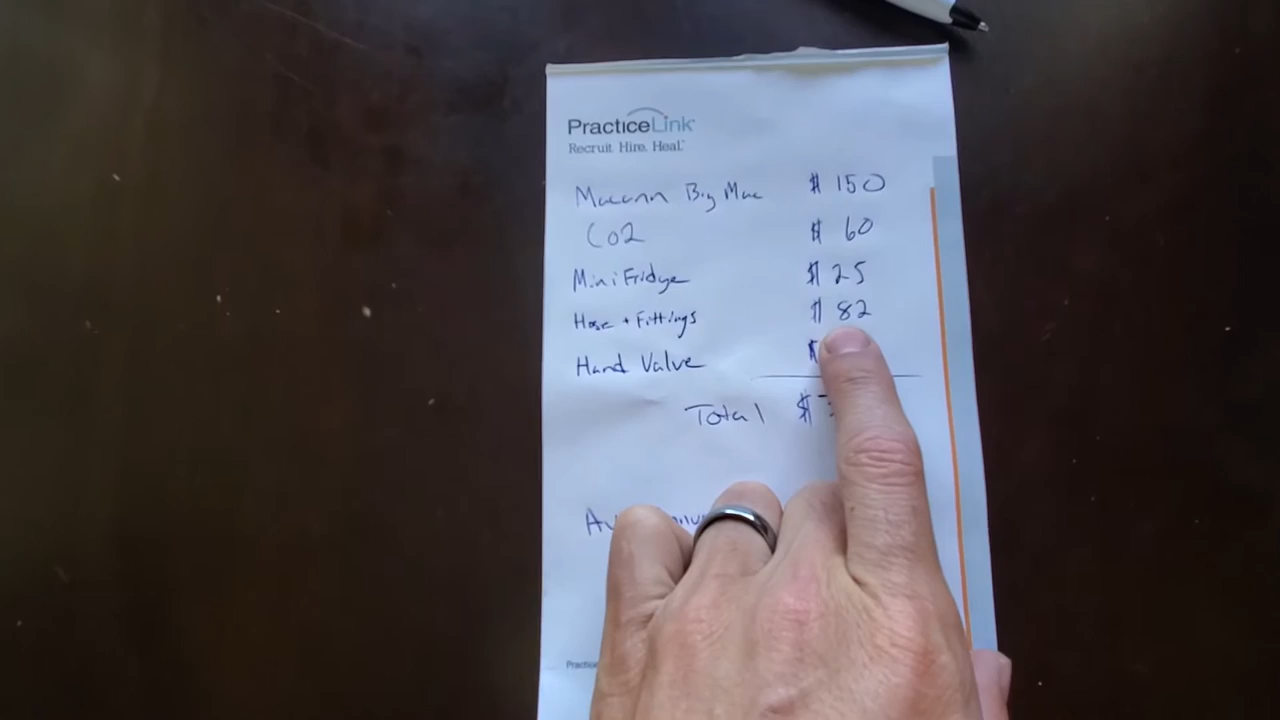 PracticeLink
Recruit. Hire. Heal.
Maccann Big Mac $ 150
CO2 $ 60
Mini Fridge $ 25
Hose + Fittings $ 82
Hand Valve $
Total $